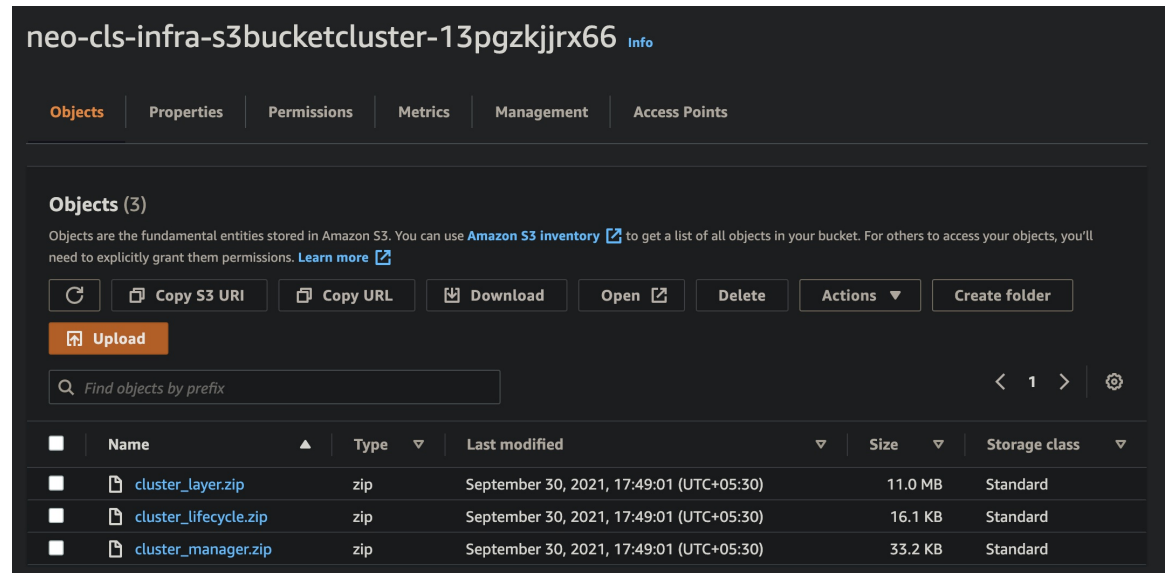 neo-cls-infra-s3bucketcluster-13pgzkjjrx66 Info
Objects Properties Permissions Metrics Management Access Points
Objects (3)
Objects are the fundamental entities stored in Amazon S3. You can use Amazon S3 inventory to get a list of all objects in your bucket. For others to access your objects, you'll
need to explicitly grant them permissions. Learn more
Copy S3 URI Copy URL Download Open Delete Actions Create folder
Upload
Find objects by prefix 1
Name Type Last modified Size Storage class
cluster_layer.zip zip September 30, 2021, 17:49:01 (UTC+05:30) 11.0 MB Standard
cluster_lifecycle.zip zip September 30, 2021, 17:49:01 (UTC+05:30) 16.1 KB Standard
cluster_manager.zip zip September 30, 2021, 17:49:01 (UTC+05:30) 33.2 KB Standard